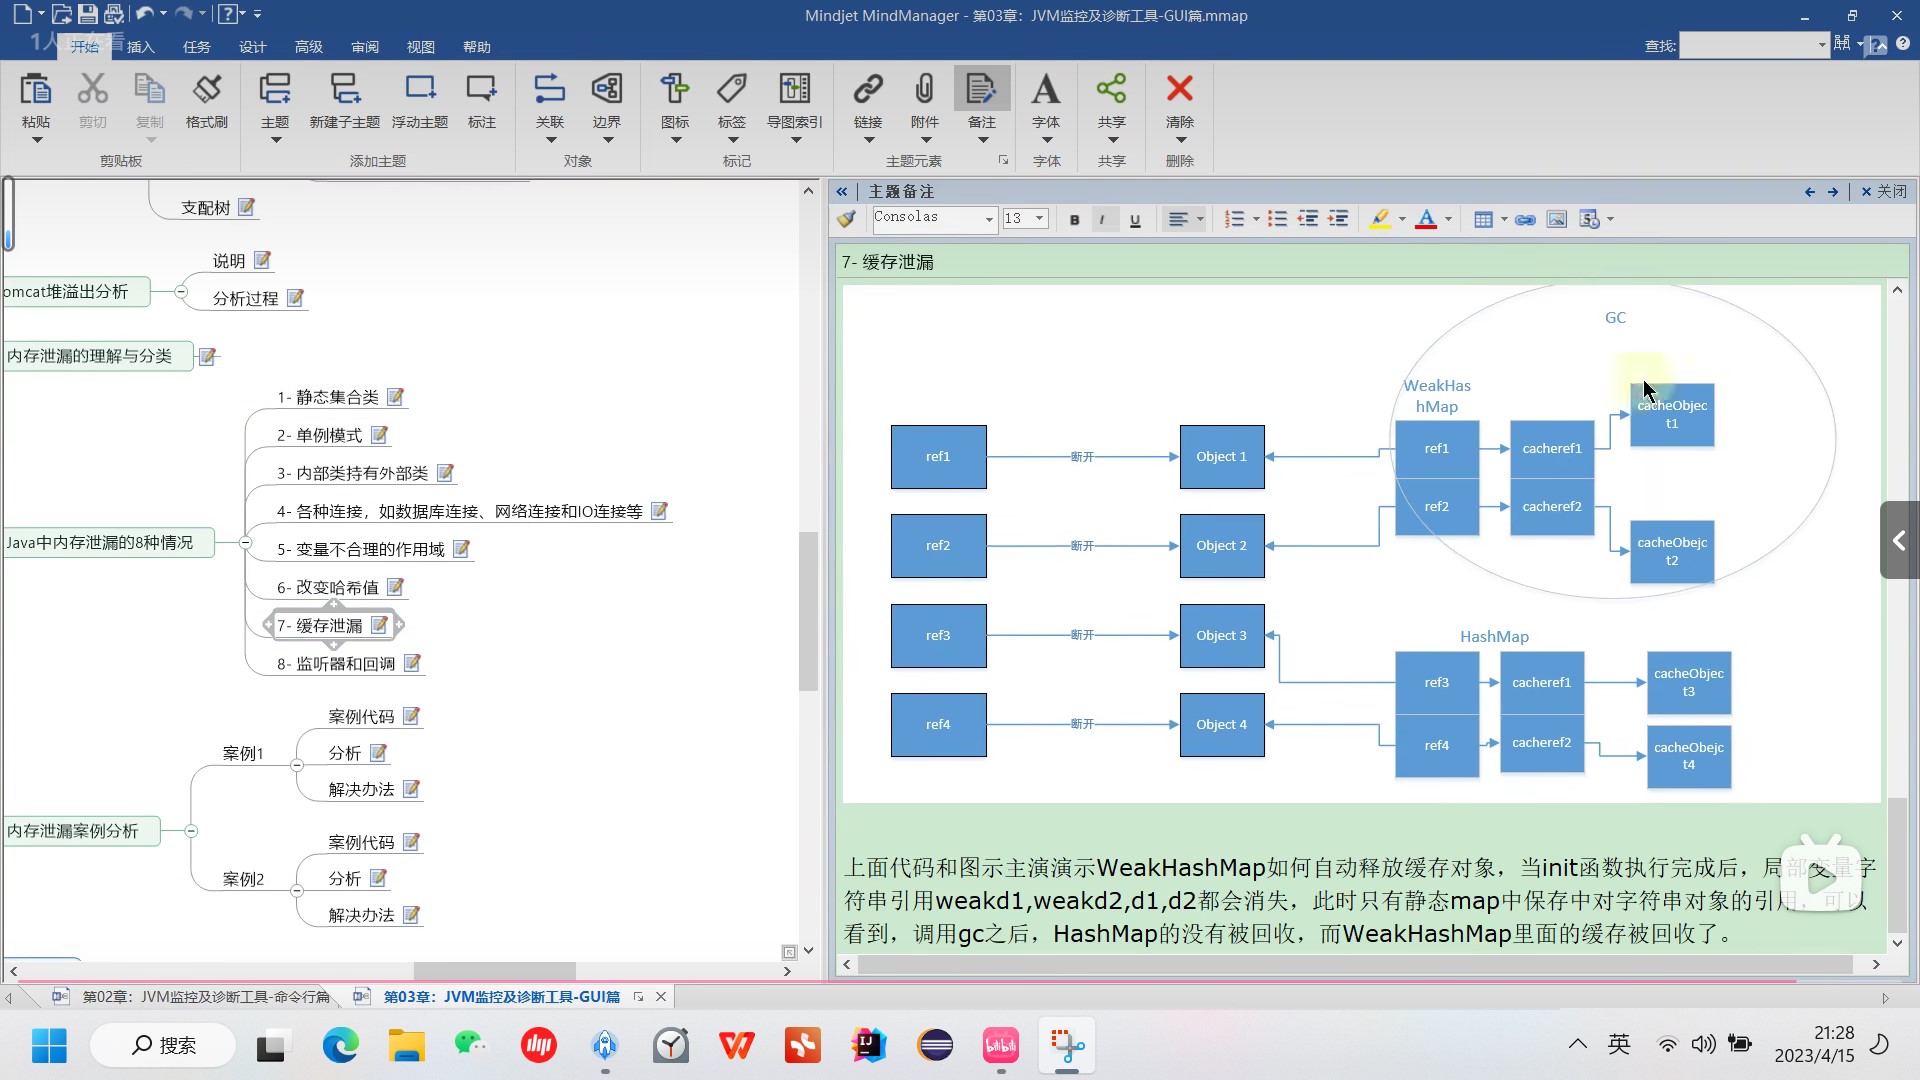 Mindjet MindManager - 第03章：JVM监控及诊断工具-GUI篇.mmap
1人正在看
开始 插入 任务 设计 高级 审阅 视图 帮助
查找:
粘贴 剪切 复制 格式刷 主题 新建子主题 浮动主题 标注 关联 边界 图标 标签 导图索引 链接 附件 备注 字体 共享 清除
剪贴板 添加主题 对象 标记 主题元素 字体 共享 删除
支配树
说明
omcat堆溢出分析
分析过程
内存泄漏的理解与分类
1- 静态集合类
2- 单例模式
3- 内部类持有外部类
4- 各种连接，如数据库连接、网络连接和IO连接等
Java中内存泄漏的8种情况
5- 变量不合理的作用域
6- 改变哈希值
7- 缓存泄漏
8- 监听器和回调
案例代码
案例1
分析
解决办法
内存泄漏案例分析
案例代码
案例2
分析
解决办法
主题备注
关闭
Consolas 13 B I U
7- 缓存泄漏
GC
WeakHas
hMap
cacheObjec
t1
ref1 断开 Object 1 ref1 cacheref1
ref2 cacheref2
ref2 断开 Object 2
cacheObejc
t2
ref3 断开 Object 3
HashMap
ref3 cacheref1
cacheObjec
t3
ref4 断开 Object 4
ref4 cacheref2
cacheObejc
t4
上面代码和图示主演演示WeakHashMap如何自动释放缓存对象，当init函数执行完成后，局部变量字
符串引用weakd1,weakd2,d1,d2都会消失，此时只有静态map中保存中对字符串对象的引用，可以
看到，调用gc之后，HashMap的没有被回收，而WeakHashMap里面的缓存被回收了。
第02章：JVM监控及诊断工具-命令行篇
第03章：JVM监控及诊断工具-GUI篇
搜索
英
21:28
2023/4/15